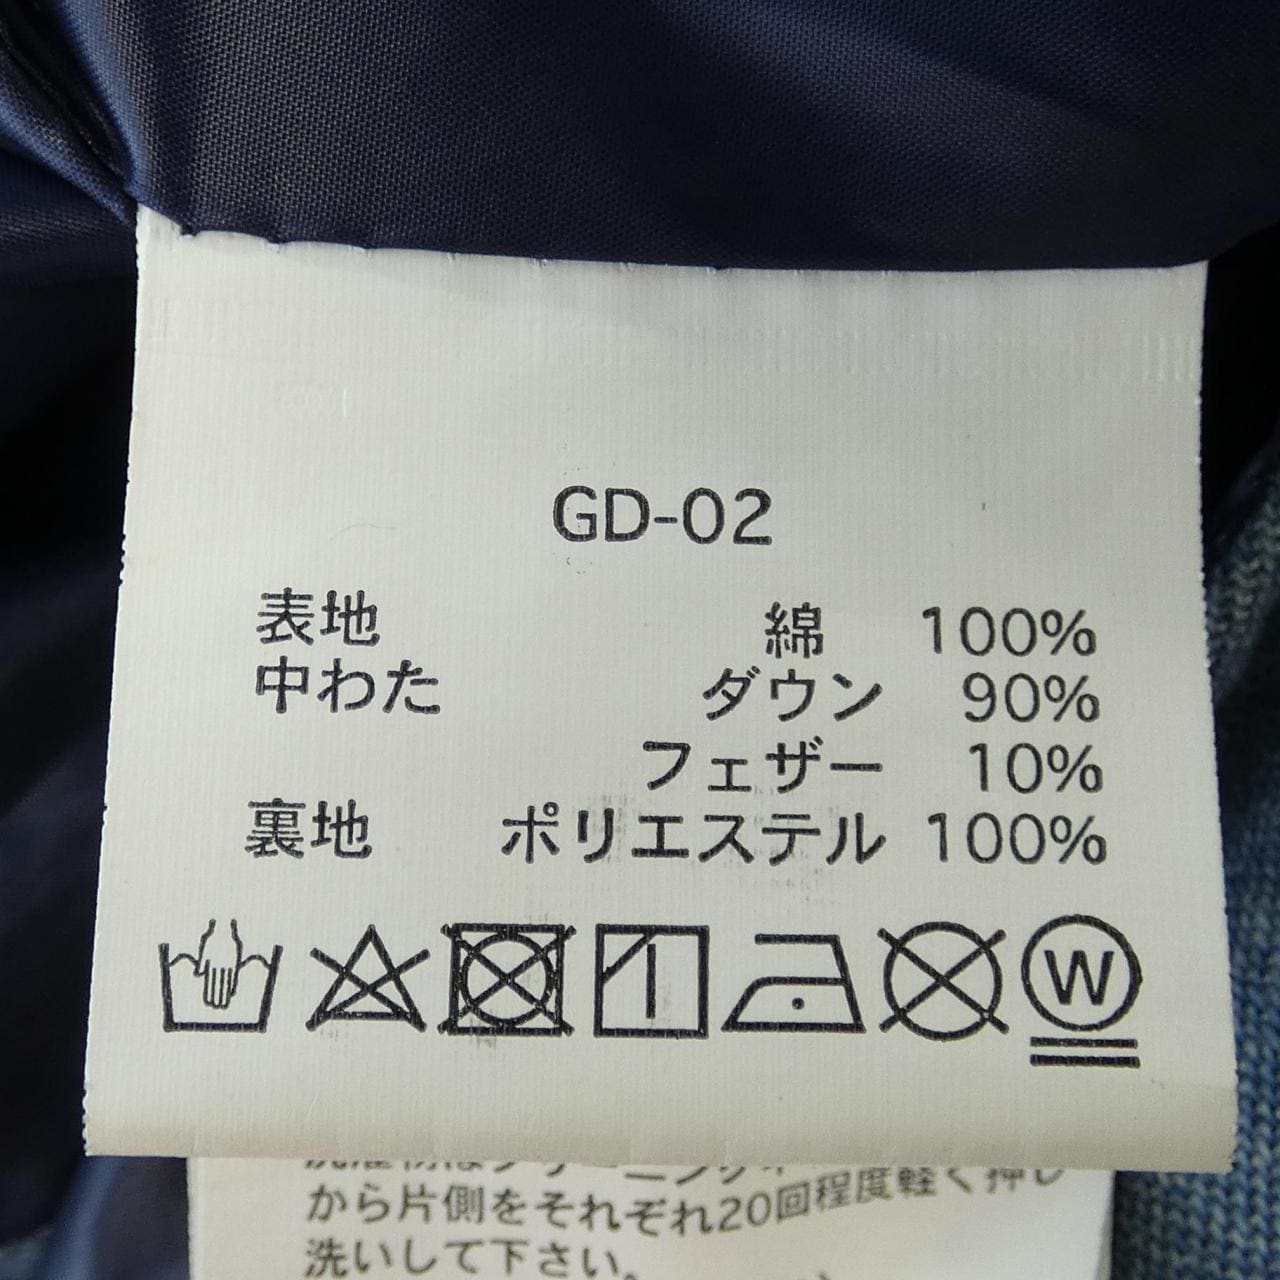 GD-02
表地 綿 100%
中わた ダウン 90%
フェザー 10%
裏地 ポリエステル 100%
W
から片側をそれぞれ20回程度軽く押し
洗いして下さい。